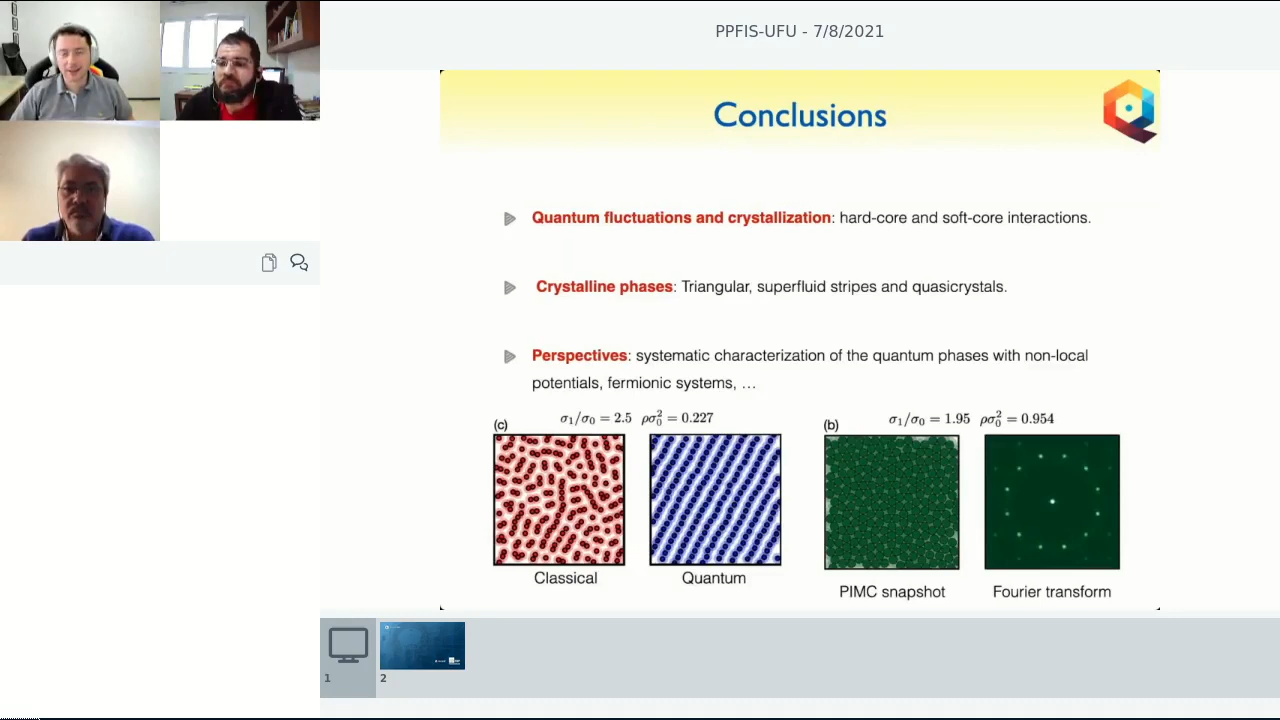 PPFIS-UFU - 7/8/2021
Conclusions
Quantum fluctuations and crystallization: hard-core and soft-core interactions.
Crystalline phases: Triangular, superfluid stripes and quasicrystals.
Perspectives: systematic characterization of the quantum phases with non-local
potentials, fermionic systems, …
(c) σ₁/σ₀ = 2.5 ρσ₀² = 0.227
(b) σ₁/σ₀ = 1.95 ρσ₀² = 0.954
Classical
Quantum
PIMC snapshot
Fourier transform
1
2